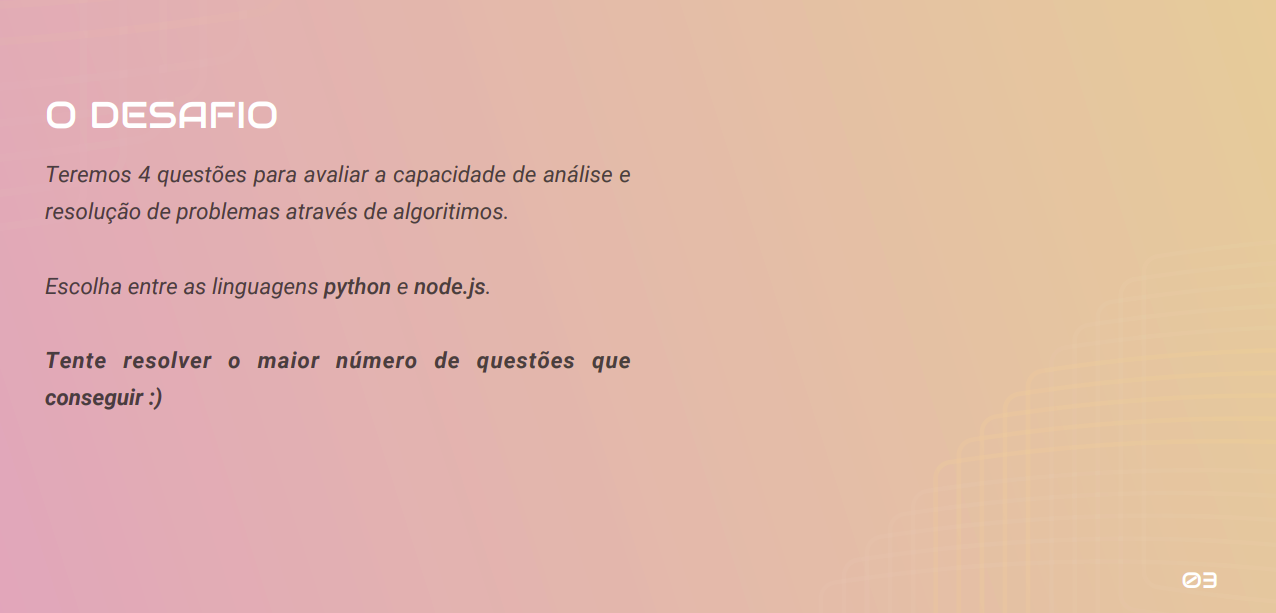 O DESAFIO
Teremos 4 questões para avaliar a capacidade de análise e
resolução de problemas através de algoritimos.
Escolha entre as linguagens python e node.js.
Tente resolver o maior número de questões que
conseguir :)
03